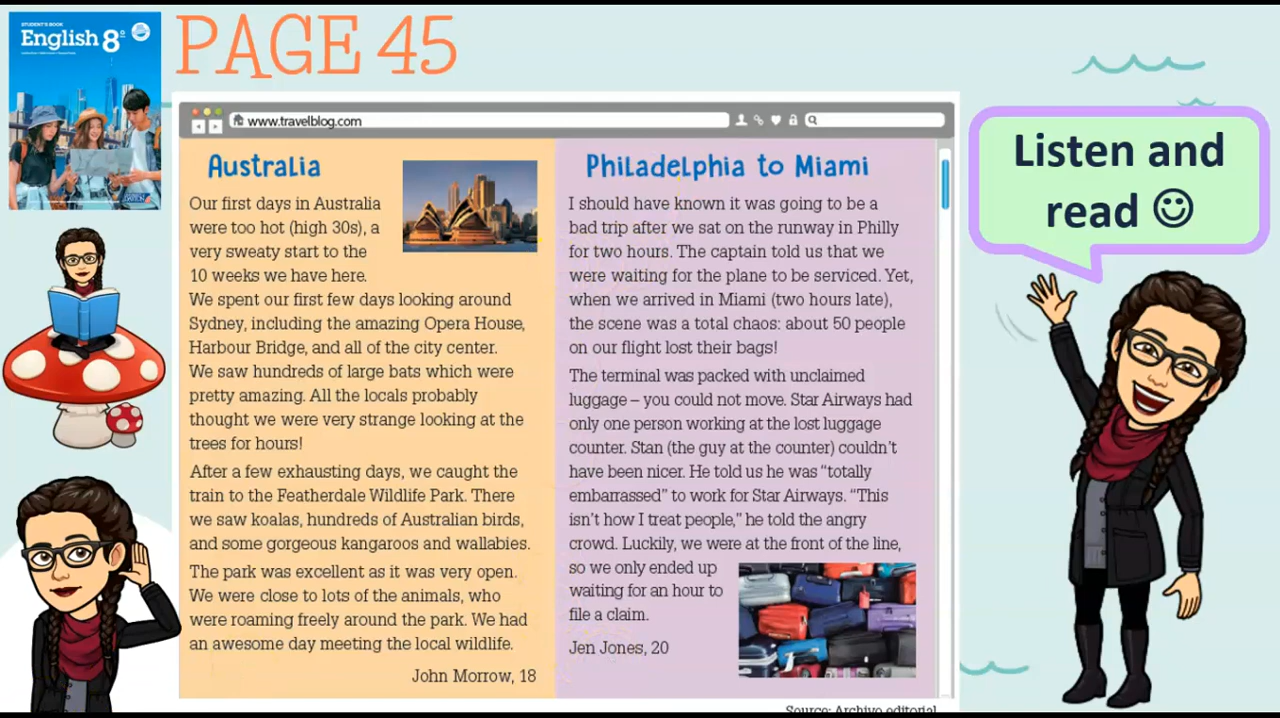 STUDENT'S BOOK
English 8°
PAGE 45
www.travelblog.com
Australia
Our first days in Australia
were too hot (high 30s), a
very sweaty start to the
10 weeks we have here.
We spent our first few days looking around
Sydney, including the amazing Opera House,
Harbour Bridge, and all of the city center.
We saw hundreds of large bats which were
pretty amazing. All the locals probably
thought we were very strange looking at the
trees for hours!
After a few exhausting days, we caught the
train to the Featherdale Wildlife Park. There
we saw koalas, hundreds of Australian birds,
and some gorgeous kangaroos and wallabies.
The park was excellent as it was very open.
We were close to lots of the animals, who
were roaming freely around the park. We had
an awesome day meeting the local wildlife.
John Morrow, 18
Philadelphia to Miami
I should have known it was going to be a
bad trip after we sat on the runway in Philly
for two hours. The captain told us that we
were waiting for the plane to be serviced. Yet,
when we arrived in Miami (two hours late),
the scene was a total chaos: about 50 people
on our flight lost their bags!
The terminal was packed with unclaimed
luggage – you could not move. Star Airways had
only one person working at the lost luggage
counter. Stan (the guy at the counter) couldn't
have been nicer. He told us he was "totally
embarrassed" to work for Star Airways. "This
isn't how I treat people," he told the angry
crowd. Luckily, we were at the front of the line,
so we only ended up
waiting for an hour to
file a claim.
Jen Jones, 20
Source: Archivo editorial
Listen and
read